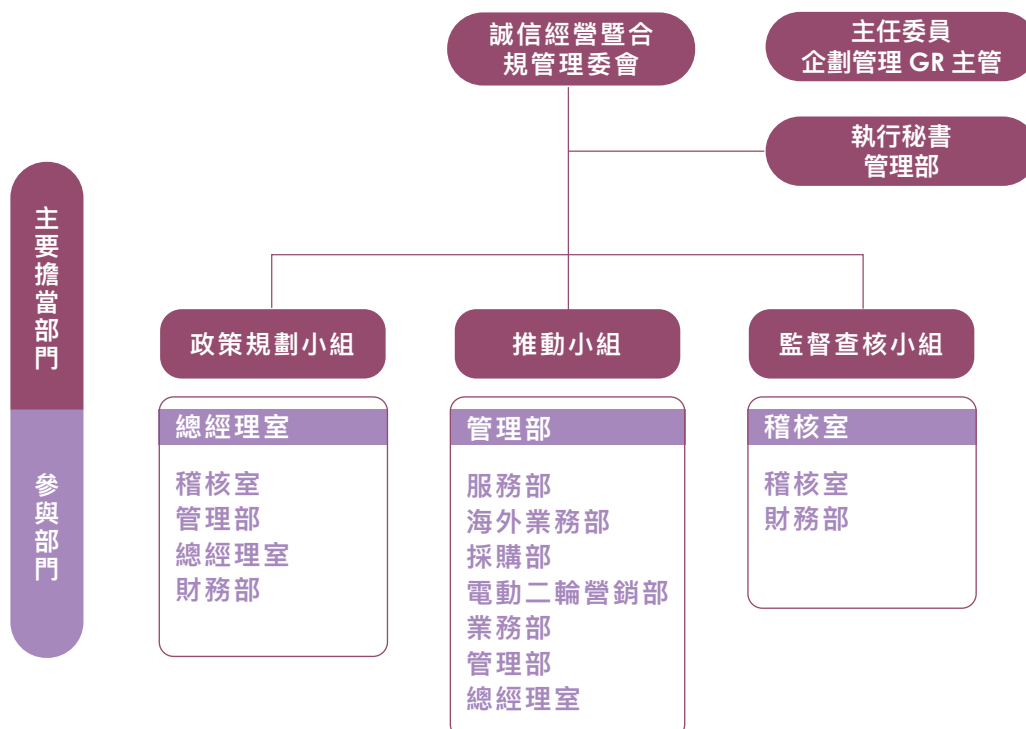 誠信經營暨合
規管理委會
主任委員
企劃管理 GR 主管
執行秘書
管理部
主要擔當部門
參與部門
政策規劃小組
總經理室
稽核室
管理部
總經理室
財務部
推動小組
管理部
服務部
海外業務部
採購部
電動二輪營銷部
業務部
管理部
總經理室
監督查核小組
稽核室
稽核室
財務部